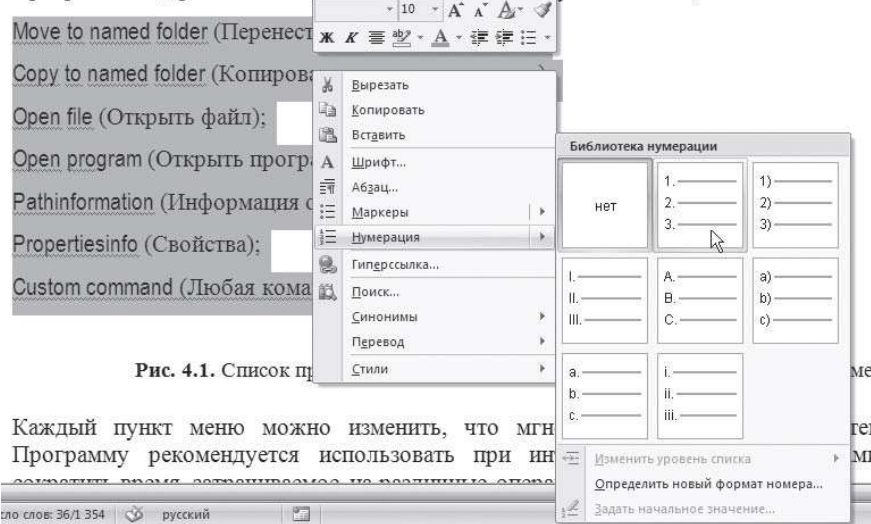 10
Ж К
Move to named folder (Перенест
Copy to named folder (Копирова
Open file (Открыть файл);
Open program (Открыть програ
Pathinformation (Информация о
Propertiesinfo (Свойства);
Custom command (Любая кома
Вырезать
Копировать
Вставить
Шрифт...
Абзац...
Маркеры
Нумерация
Гиперссылка...
Поиск...
Синонимы
Перевод
Стили
Библиотека нумерации
нет
1.
2.
3.
1)
2)
3)
I.
II.
III.
A.
B.
C.
a)
b)
c)
a.
b.
c.
i.
ii.
iii.
Изменить уровень списка
Определить новый формат номера...
Задать начальное значение...
Рис. 4.1. Список пр
Каждый пункт меню можно изменить, что мгн
Программу рекомендуется использовать при ин
сло слов: 36/1 354 русский